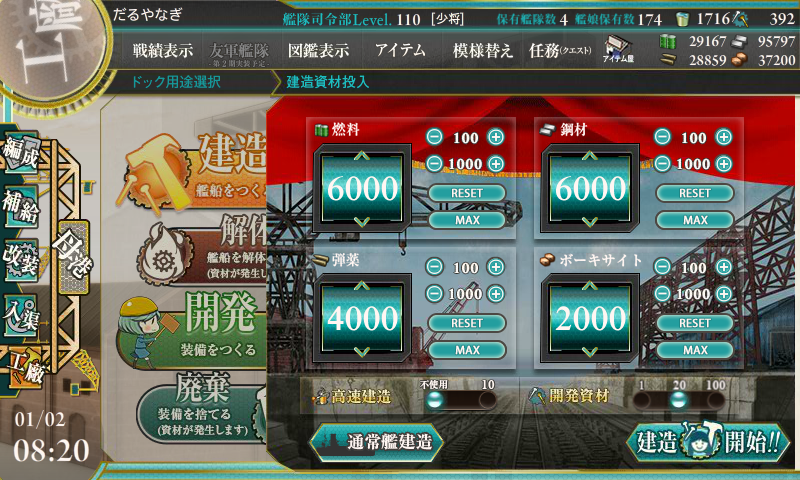 だるやなぎ
艦隊司令部Level. 110 [少将]
保有艦隊数 4 艦娘保有数 174
1716 392
戦績表示 友軍艦隊 図鑑表示 アイテム 模様替え 任務(クエスト)
第2期実装予定
アイテム屋
29167 95797
28859 37200
ドック用途選択 建造資材投入
編成
補給
改装
入渠
工廠
母港
建造
艦船をつくる
解体
艦船を解体
(資材が発生し
開発
装備をつくる
廃棄
装備を捨てる
(資材が発生します)
燃料
100
1000
6000
RESET
MAX
鋼材
100
1000
6000
RESET
MAX
弾薬
100
1000
4000
RESET
MAX
ボーキサイト
100
1000
2000
RESET
MAX
高速建造 不使用 10
開発資材 1 20 100
通常艦建造
建造 開始!!
01/02
08:20